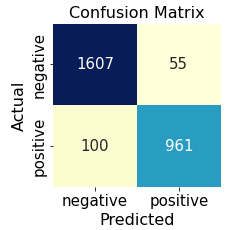 Confusion Matrix
Actual
negative
1607 55
positive
100 961
negative positive
Predicted